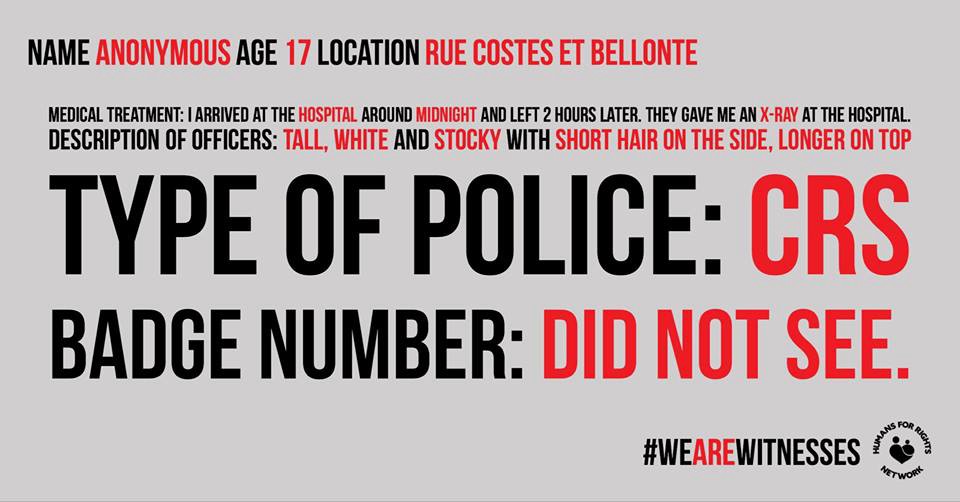 NAME ANONYMOUS AGE 17 LOCATION RUE COSTES ET BELLONTE
MEDICAL TREATMENT: I ARRIVED AT THE HOSPITAL AROUND MIDNIGHT AND LEFT 2 HOURS LATER. THEY GAVE ME AN X-RAY AT THE HOSPITAL.
DESCRIPTION OF OFFICERS: TALL, WHITE AND STOCKY WITH SHORT HAIR ON THE SIDE, LONGER ON TOP
TYPE OF POLICE: CRS
BADGE NUMBER: DID NOT SEE.
#WEAREWITNESSES
HUMANS FOR RIGHTS
NETWORK